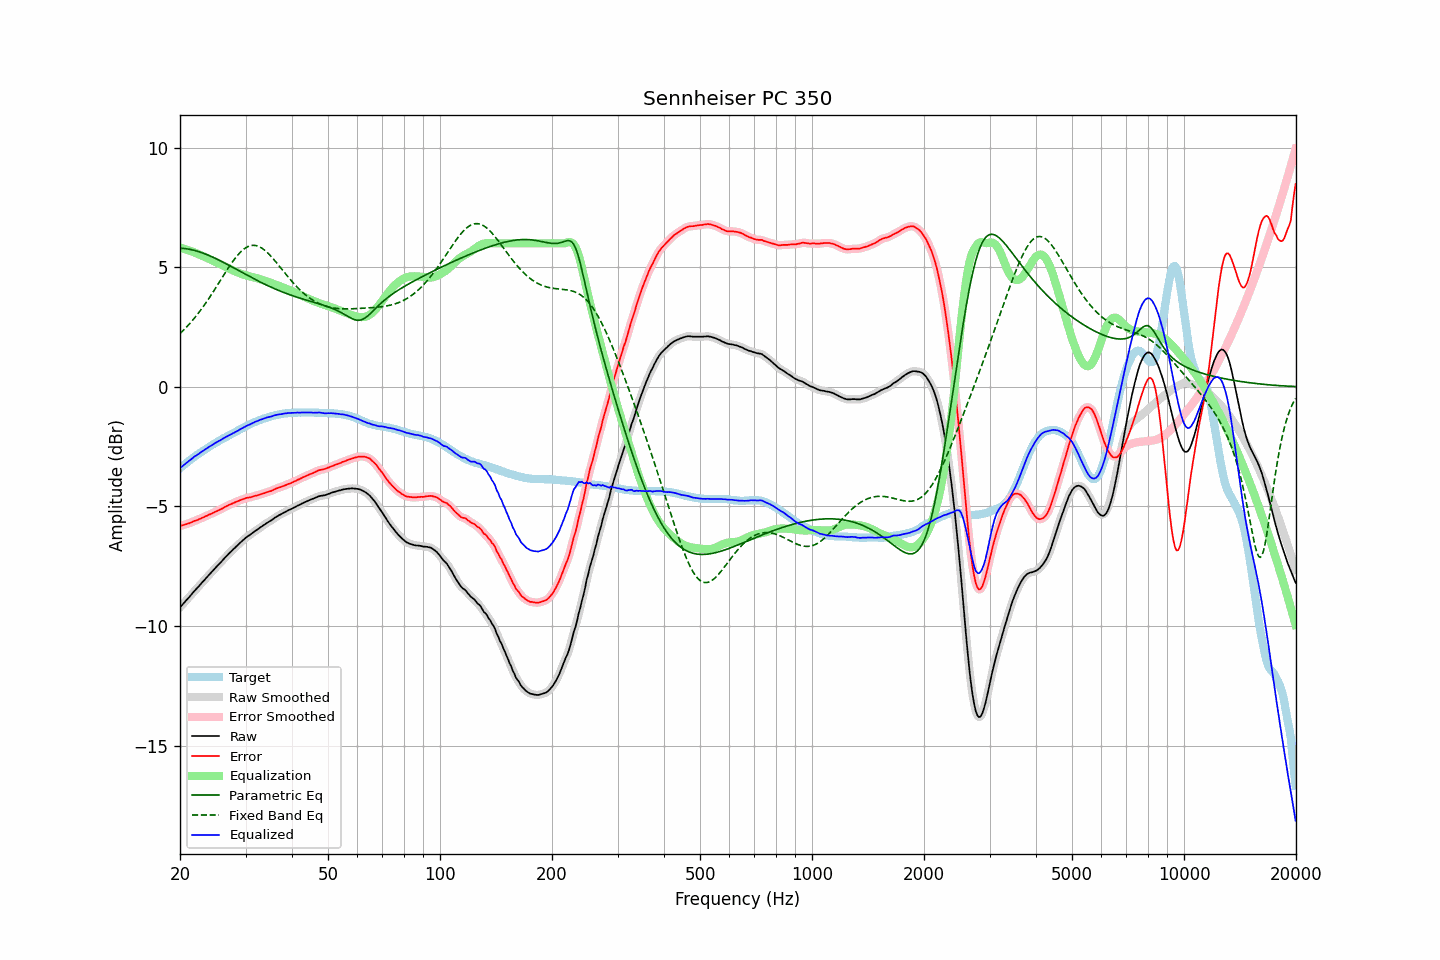 Sennheiser PC 350
Amplitude (dBr)
10
5
0
−5
−10
−15
Target
Raw Smoothed
Error Smoothed
Raw
Error
Equalization
Parametric Eq
Fixed Band Eq
Equalized
20 50 100 200 500 1000 2000 5000 10000 20000
Frequency (Hz)